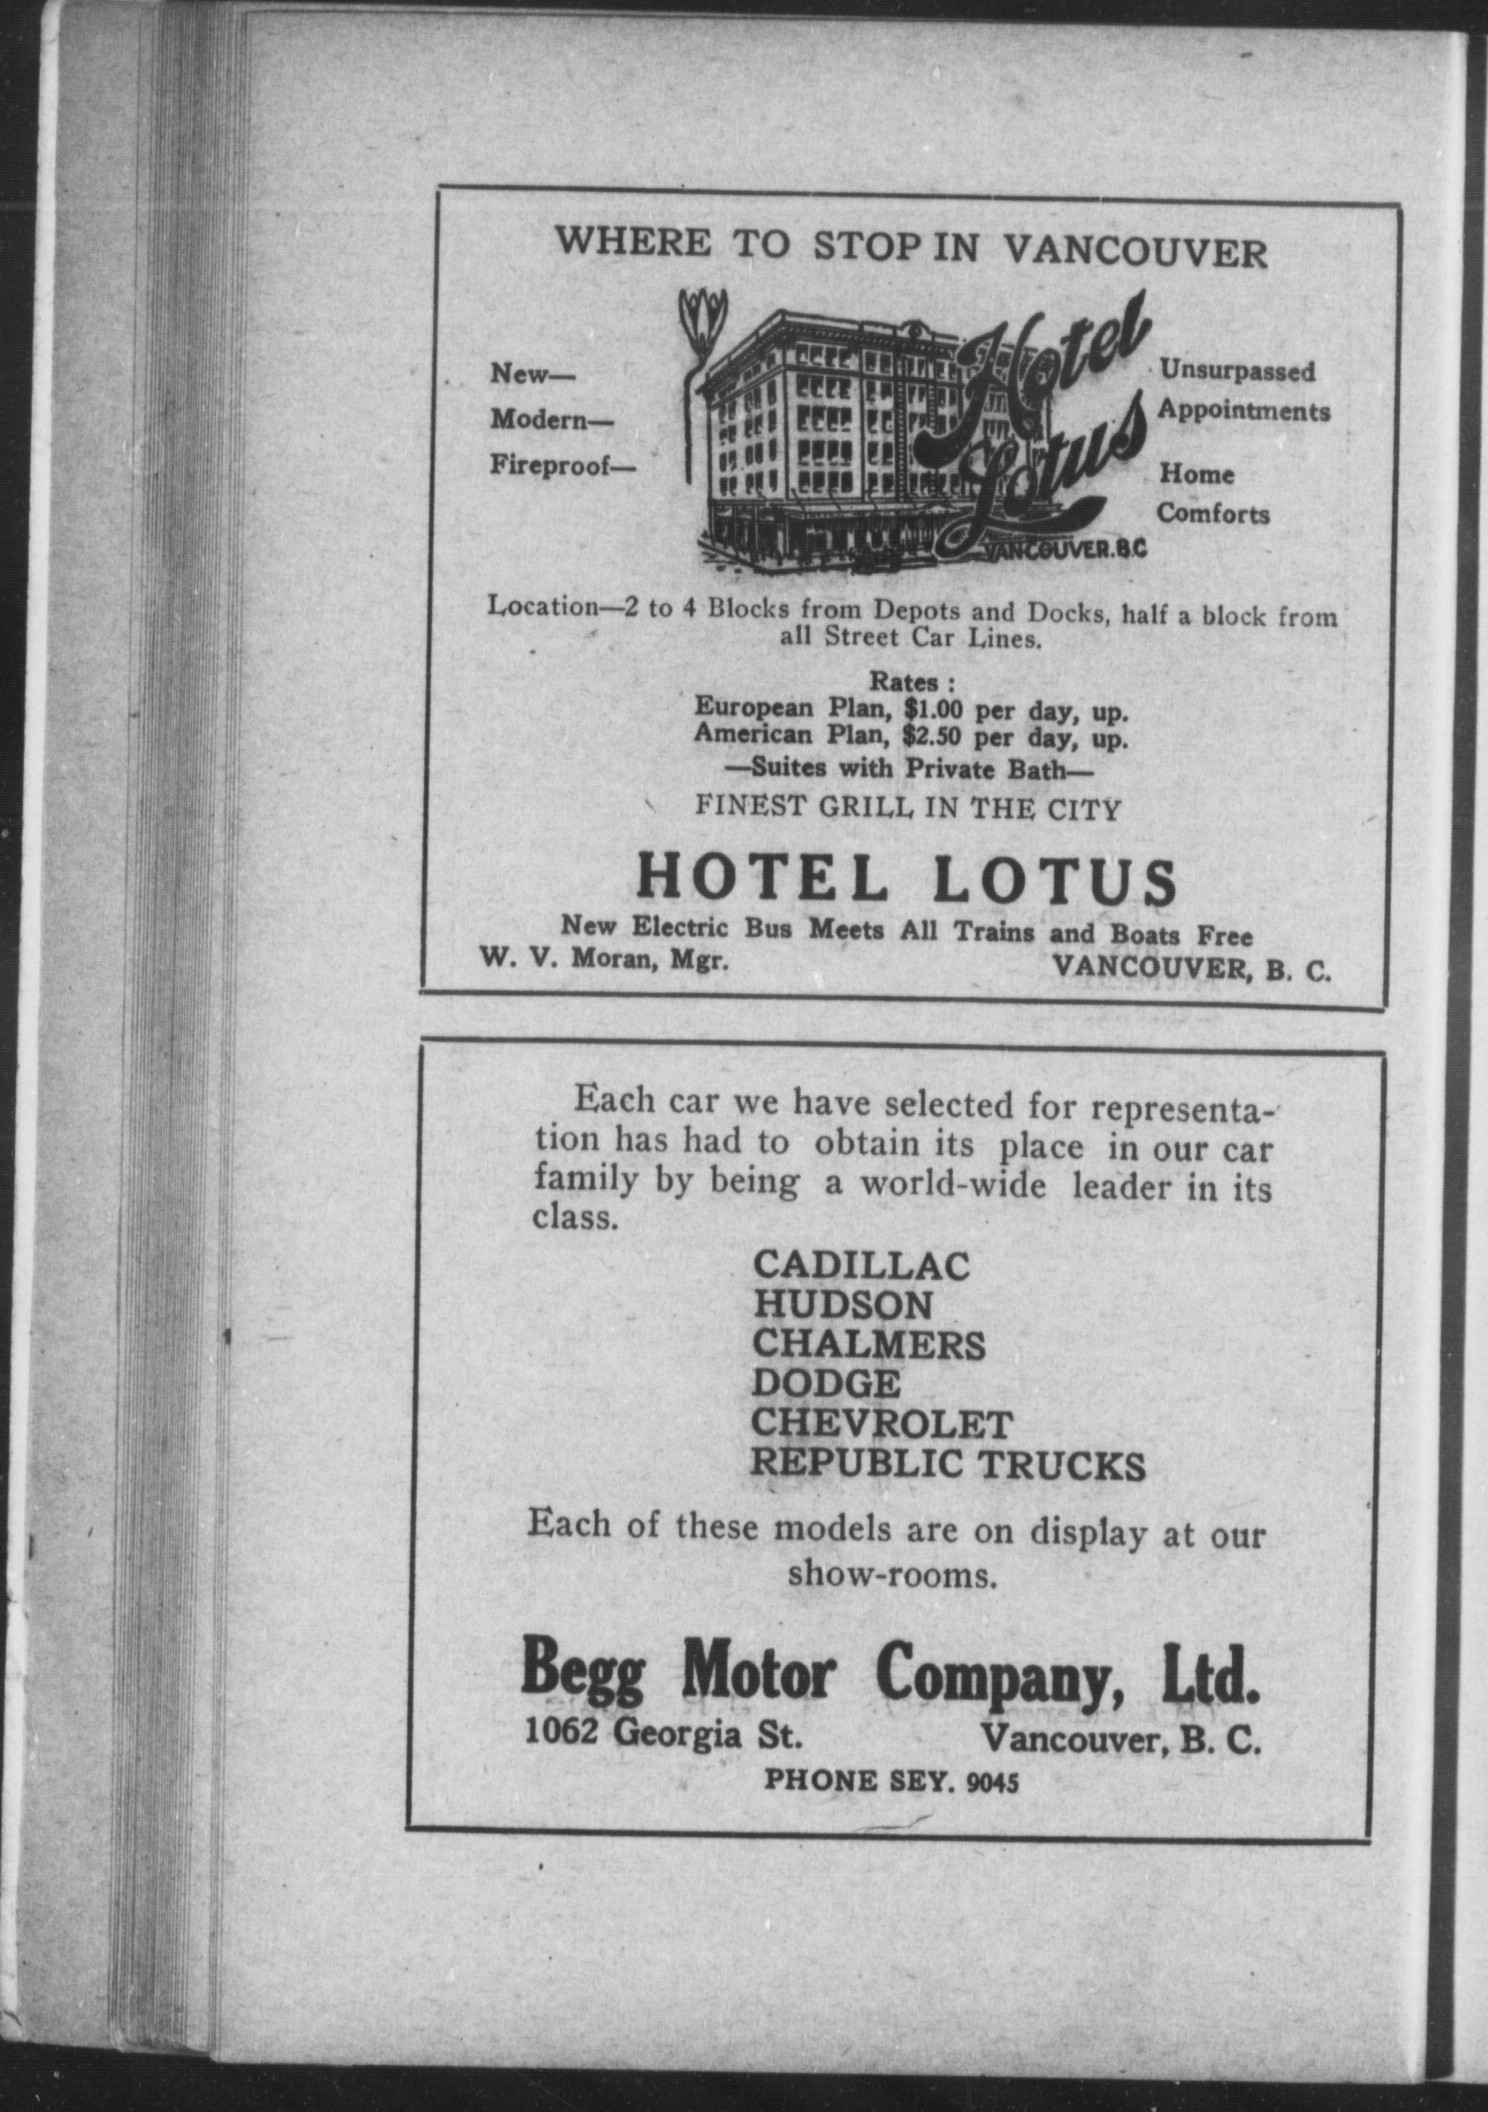 WHERE TO STOP IN VANCOUVER
New—
Modern—
Fireproof—
Hotel
Lotus
VANCOUVER.B.C
Unsurpassed
Appointments
Home
Comforts
Location—2 to 4 Blocks from Depots and Docks, half a block from
all Street Car Lines.
Rates :
European Plan, $1.00 per day, up.
American Plan, $2.50 per day, up.
—Suites with Private Bath—
FINEST GRILL IN THE CITY
HOTEL LOTUS
New Electric Bus Meets All Trains and Boats Free
W. V. Moran, Mgr. VANCOUVER, B. C.
Each car we have selected for representa-
tion has had to obtain its place in our car
family by being a world-wide leader in its
class.
CADILLAC
HUDSON
CHALMERS
DODGE
CHEVROLET
REPUBLIC TRUCKS
Each of these models are on display at our
show-rooms.
Begg Motor Company, Ltd.
1062 Georgia St. Vancouver, B. C.
PHONE SEY. 9045